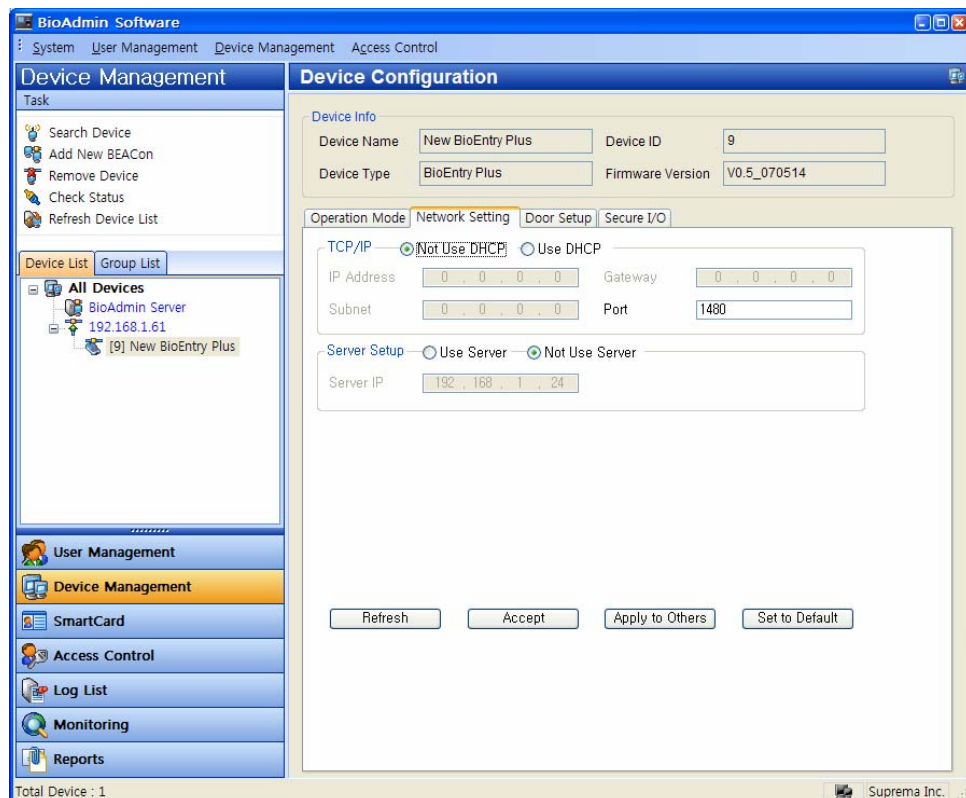 BioAdmin Software
System User Management Device Management Access Control
Device Management
Task
Search Device
Add New BEACon
Remove Device
Check Status
Refresh Device List
Device List Group List
All Devices
BioAdmin Server
192.168.1.61
[9] New BioEntry Plus
User Management
Device Management
SmartCard
Access Control
Log List
Monitoring
Reports
Device Configuration
Device Info
Device Name New BioEntry Plus Device ID 9
Device Type BioEntry Plus Firmware Version V0.5_070514
Operation Mode Network Setting Door Setup Secure I/O
TCP/IP Not Use DHCP Use DHCP
IP Address 0 . 0 . 0 . 0 Gateway 0 . 0 . 0 . 0
Subnet 0 . 0 . 0 . 0 Port 1480
Server Setup Use Server Not Use Server
Server IP 192 . 168 . 1 . 24
Refresh Accept Apply to Others Set to Default
Total Device : 1 Suprema Inc.